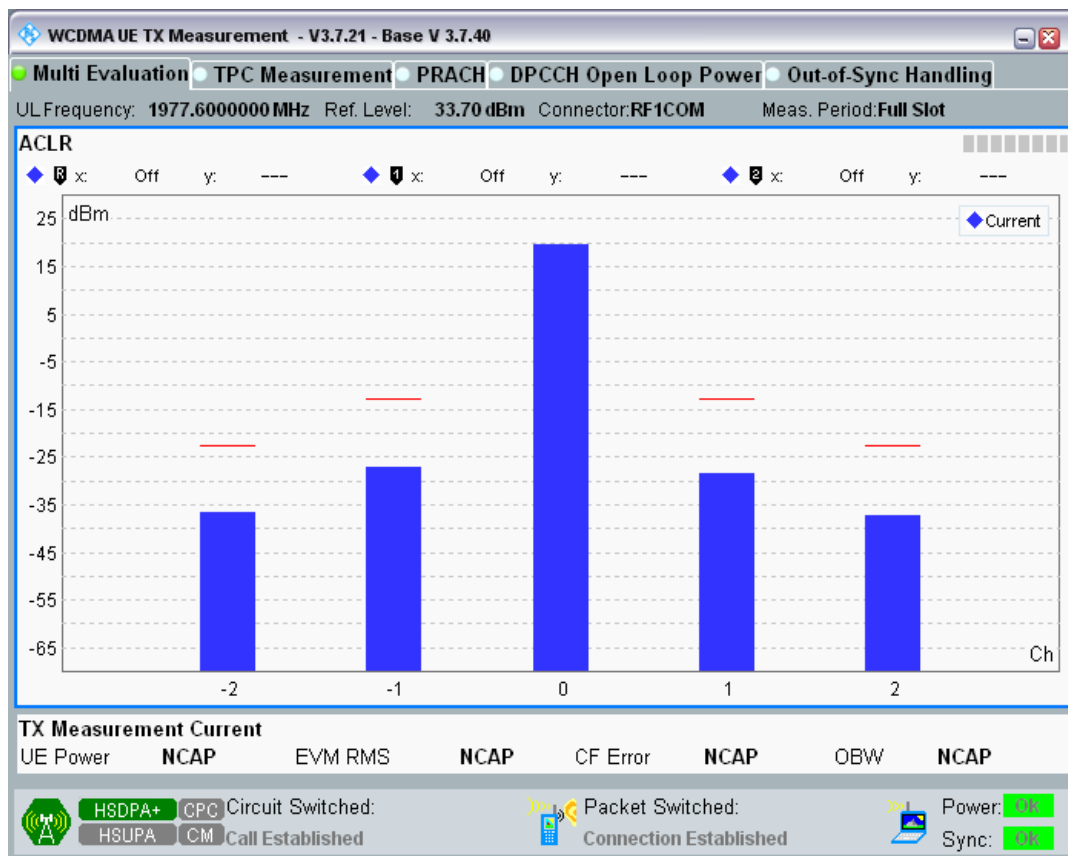 WCDMA UE TX Measurement - V3.7.21 - Base V 3.7.40
Multi Evaluation TPC Measurement PRACH DPCCH Open Loop Power Out-of-Sync Handling
UL Frequency: 1977.6000000 MHz Ref. Level: 33.70 dBm Connector:RF1COM Meas. Period:Full Slot
ACLR
R x: Off y: --- 1 x: Off y: --- 2 x: Off y: ---
dBm
Current
25
15
5
-5
-15
-25
-35
-45
-55
-65
Ch
-2 -1 0 1 2
TX Measurement Current
UE Power NCAP EVM RMS NCAP CF Error NCAP OBW NCAP
HSDPA+ CPC Circuit Switched: Packet Switched: Power: OK
HSUPA CM Call Established Connection Established Sync: OK